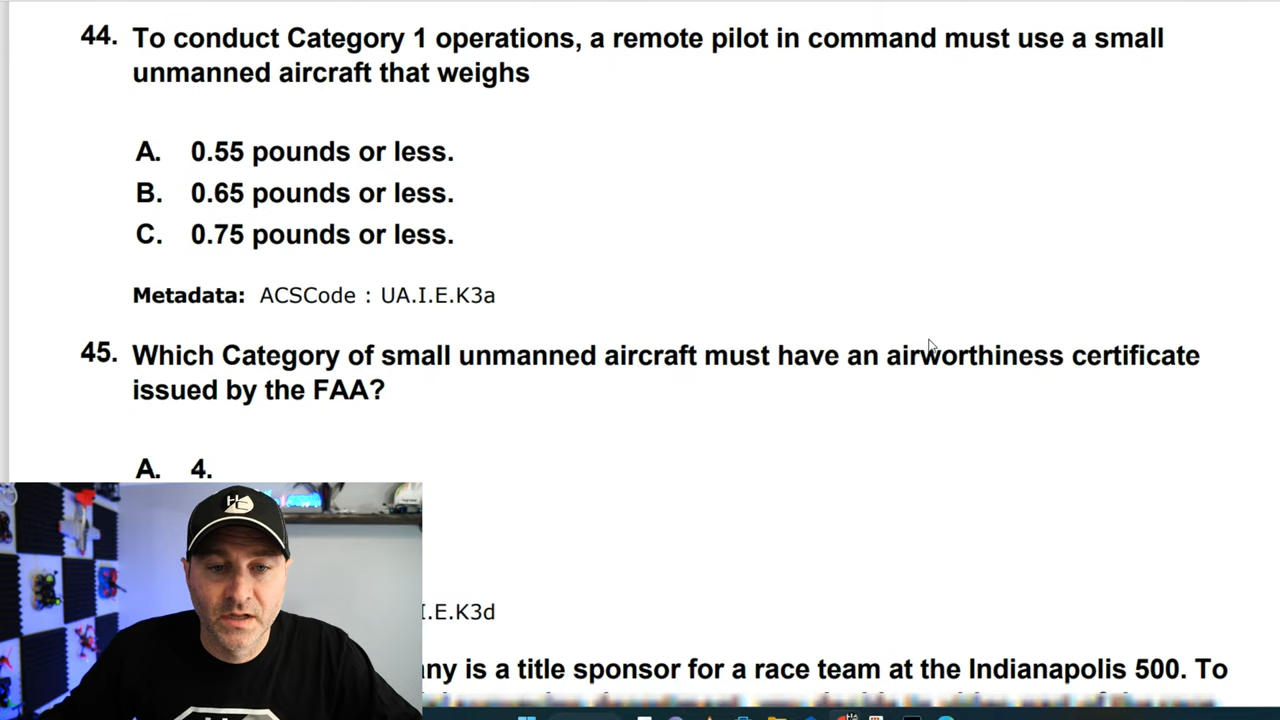 44. To conduct Category 1 operations, a remote pilot in command must use a small
unmanned aircraft that weighs
A. 0.55 pounds or less.
B. 0.65 pounds or less.
C. 0.75 pounds or less.
Metadata: ACSCode : UA.I.E.K3a
45. Which Category of small unmanned aircraft must have an airworthiness certificate
issued by the FAA?
A. 4.
HC
I.E.K3d
any is a title sponsor for a race team at the Indianapolis 500. To